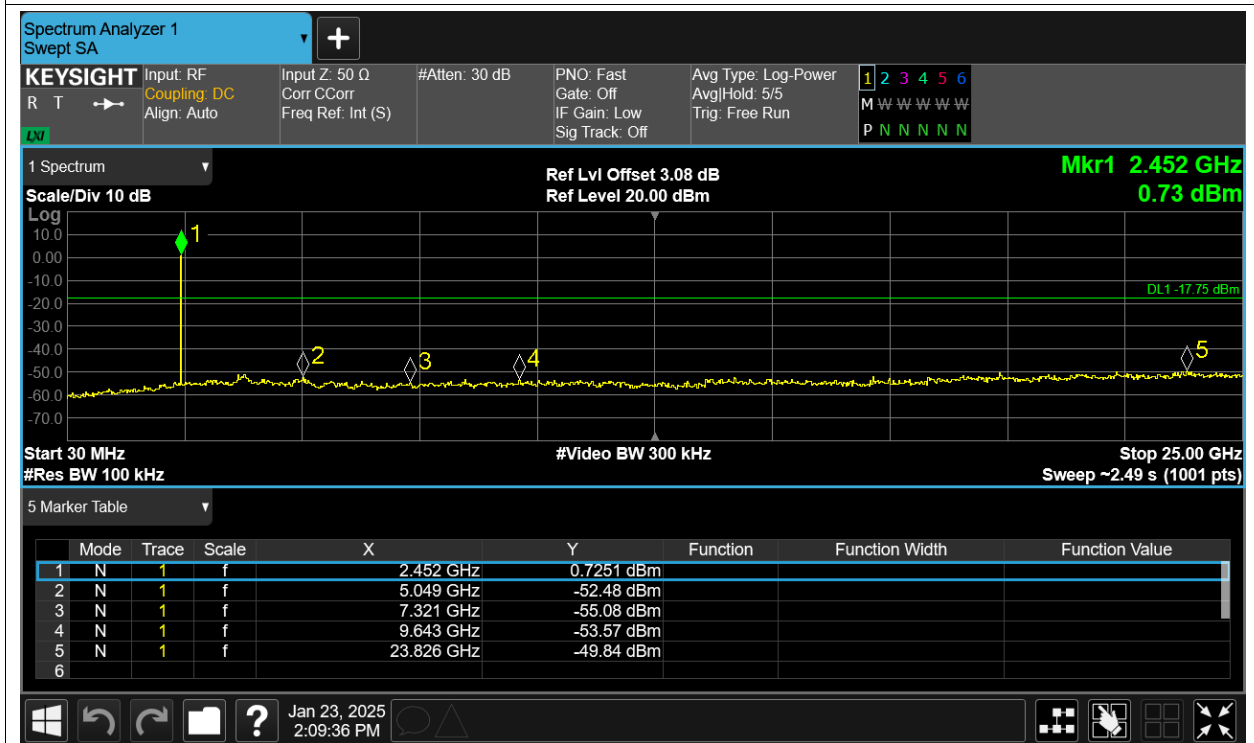 Spectrum Analyzer 1
Swept SA
KEYSIGHT
R T
LXI
Input: RF
Coupling: DC
Align: Auto
Input Z: 50 Ω
Corr CCorr
Freq Ref: Int (S)
#Atten: 30 dB
PNO: Fast
Gate: Off
IF Gain: Low
Sig Track: Off
Avg Type: Log-Power
Avg|Hold: 5/5
Trig: Free Run
1 2 3 4 5 6
M W W W W W
P N N N N N
1 Spectrum
Scale/Div 10 dB
Ref Lvl Offset 3.08 dB
Ref Level 20.00 dBm
Mkr1 2.452 GHz
0.73 dBm
Log
10.0
0.00
-10.0
-20.0
-30.0
-40.0
-50.0
-60.0
-70.0
1
2
3
4
5
DL1 -17.75 dBm
Start 30 MHz
#Video BW 300 kHz
Stop 25.00 GHz
#Res BW 100 kHz
Sweep ~2.49 s (1001 pts)
5 Marker Table
Mode Trace Scale X Y Function Function Width Function Value
1 N 1 f 2.452 GHz 0.7251 dBm
2 N 1 f 5.049 GHz -52.48 dBm
3 N 1 f 7.321 GHz -55.08 dBm
4 N 1 f 9.643 GHz -53.57 dBm
5 N 1 f 23.826 GHz -49.84 dBm
6
?
Jan 23, 2025
2:09:36 PM